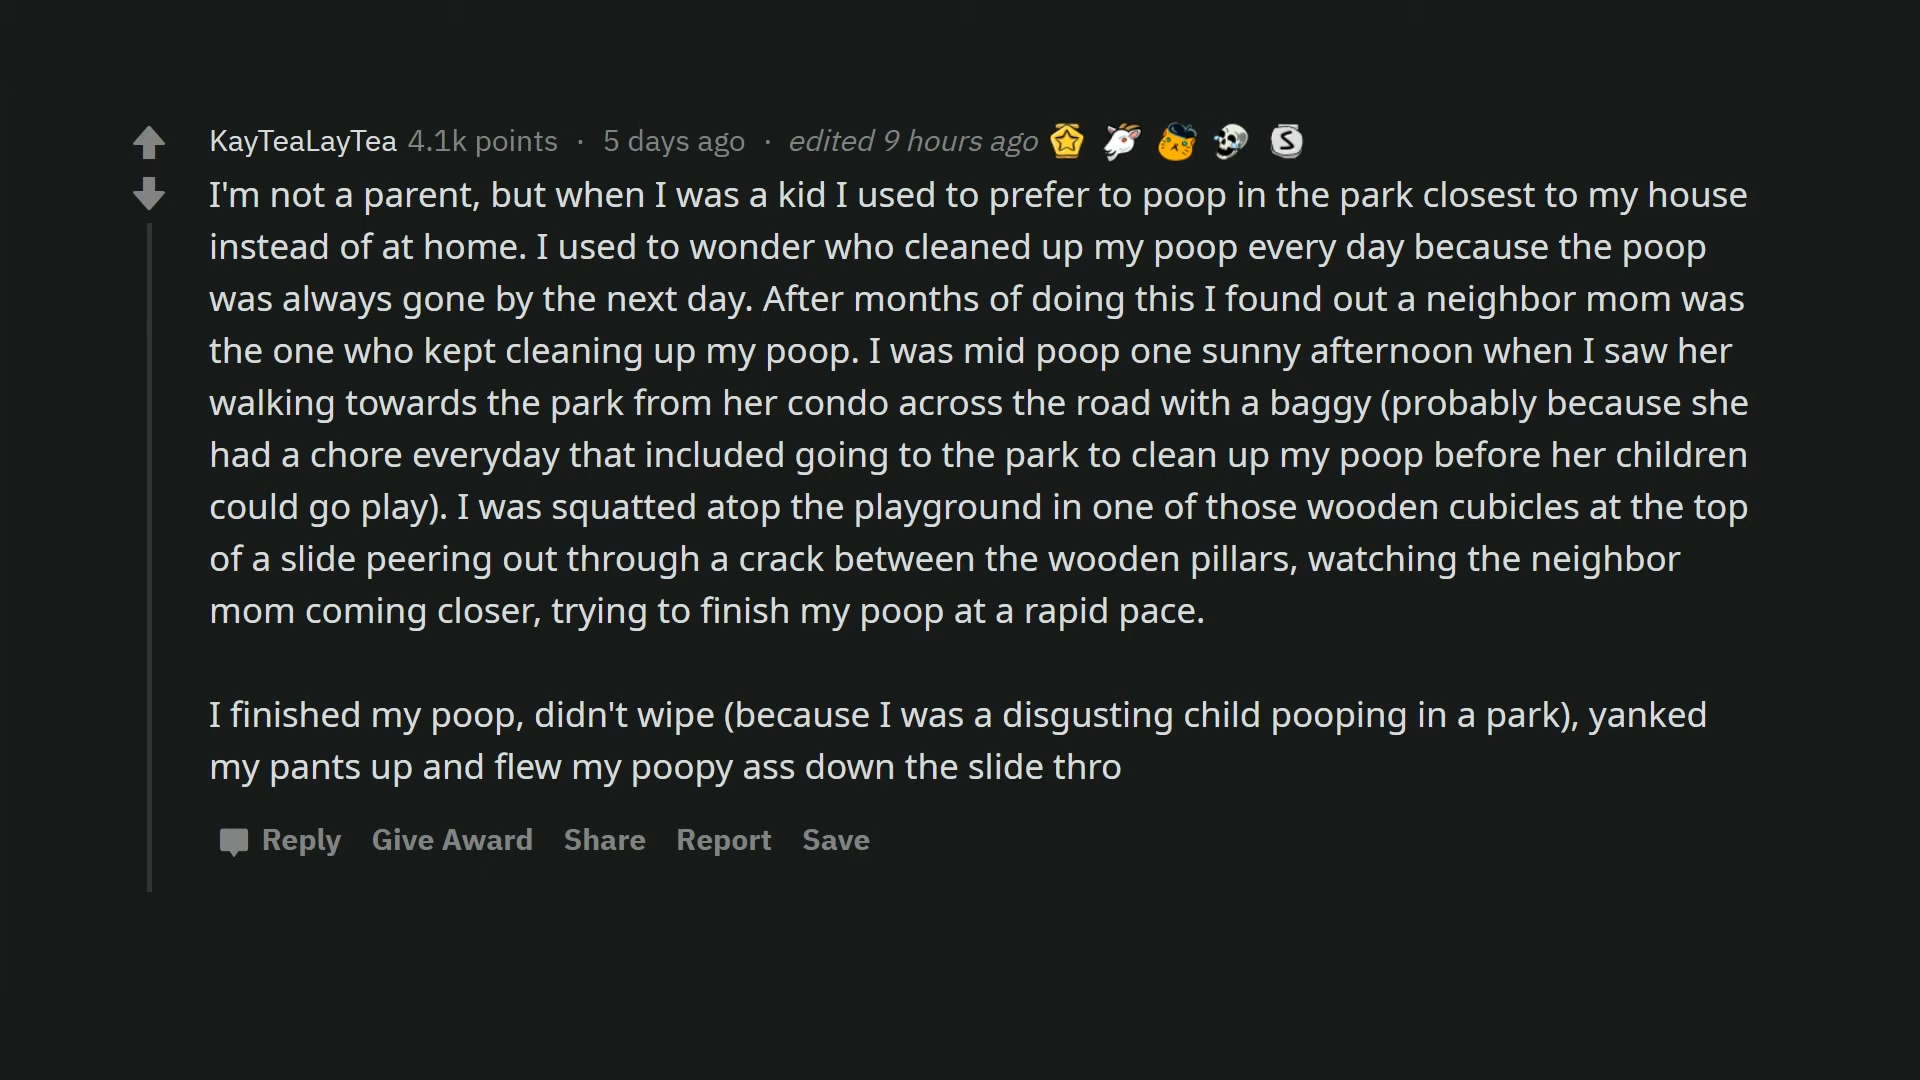 KayTeaLayTea 4.1k points · 5 days ago · edited 9 hours ago
I'm not a parent, but when I was a kid I used to prefer to poop in the park closest to my house
instead of at home. I used to wonder who cleaned up my poop every day because the poop
was always gone by the next day. After months of doing this I found out a neighbor mom was
the one who kept cleaning up my poop. I was mid poop one sunny afternoon when I saw her
walking towards the park from her condo across the road with a baggy (probably because she
had a chore everyday that included going to the park to clean up my poop before her children
could go play). I was squatted atop the playground in one of those wooden cubicles at the top
of a slide peering out through a crack between the wooden pillars, watching the neighbor
mom coming closer, trying to finish my poop at a rapid pace.
I finished my poop, didn't wipe (because I was a disgusting child pooping in a park), yanked
my pants up and flew my poopy ass down the slide thro
Reply Give Award Share Report Save